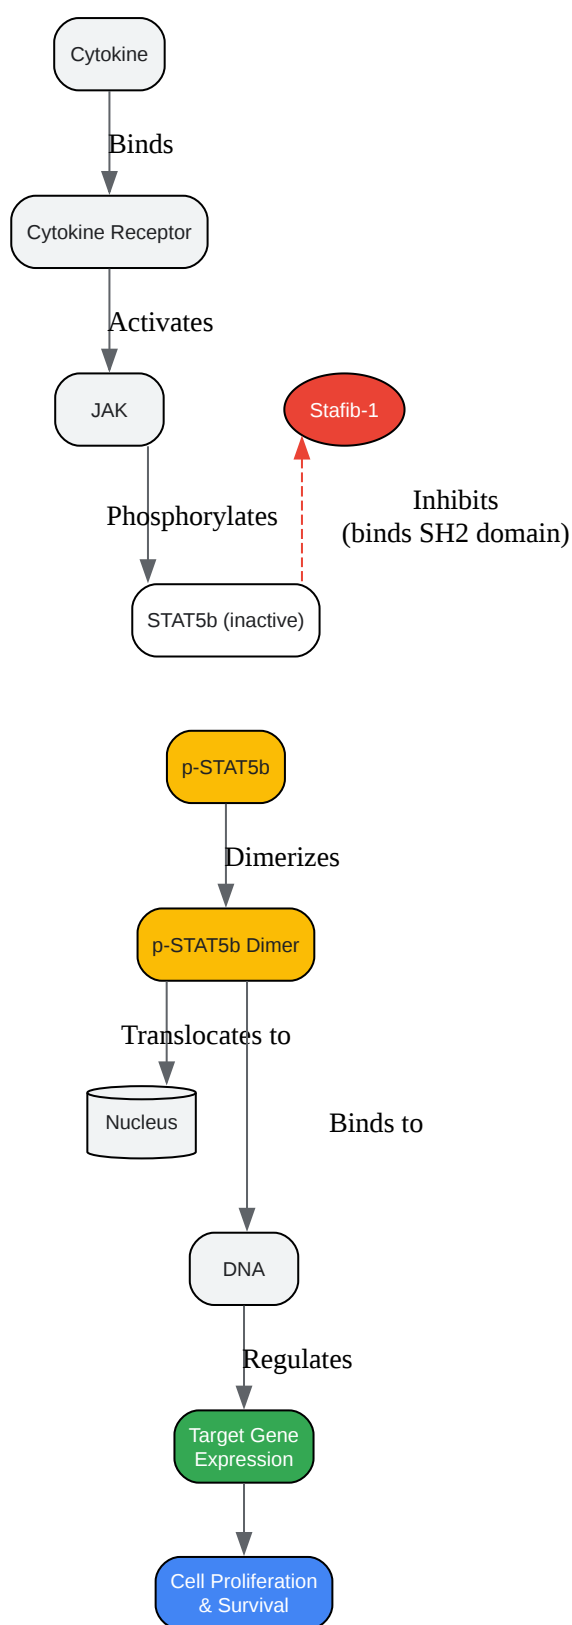 Cytokine
Binds
Cytokine Receptor
Activates
JAK
Stafib-1
Phosphorylates
Inhibits
(binds SH2 domain)
STAT5b (inactive)
p-STAT5b
Dimerizes
p-STAT5b Dimer
Translocates to
Nucleus
Binds to
DNA
Regulates
Target Gene
Expression
Cell Proliferation
& Survival